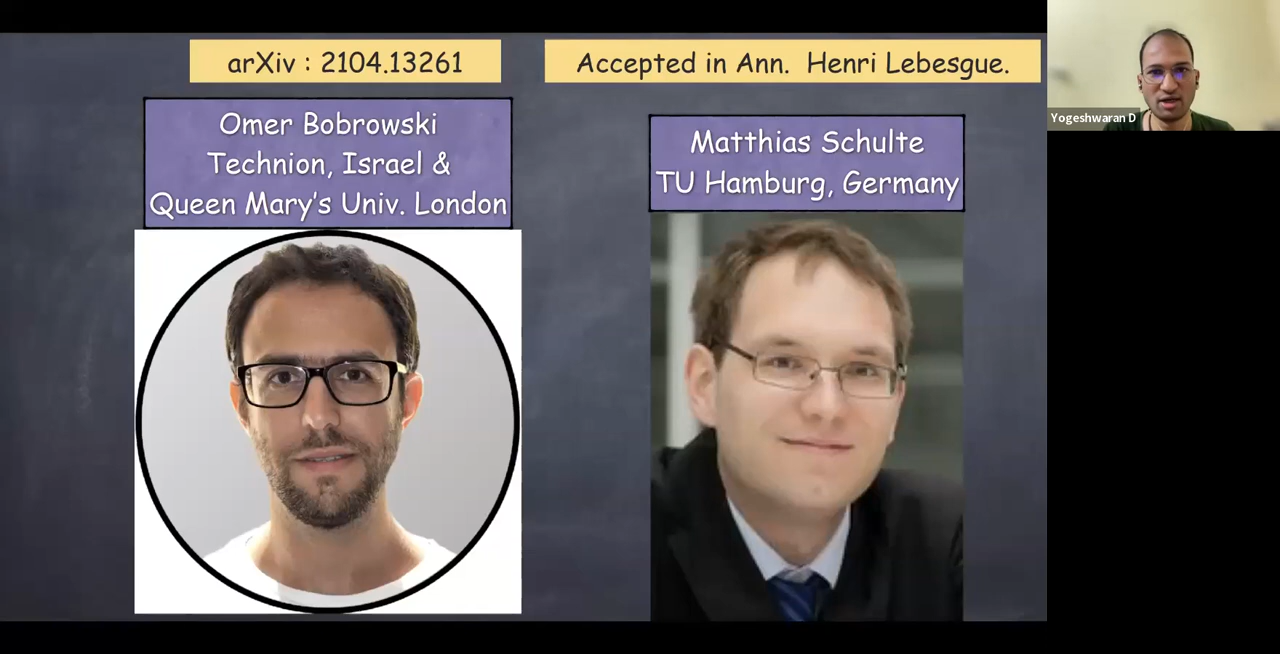 arXiv : 2104.13261
Accepted in Ann. Henri Lebesgue.
Omer Bobrowski
Technion, Israel &
Queen Mary's Univ. London
Matthias Schulte
TU Hamburg, Germany
Yogeshwaran D